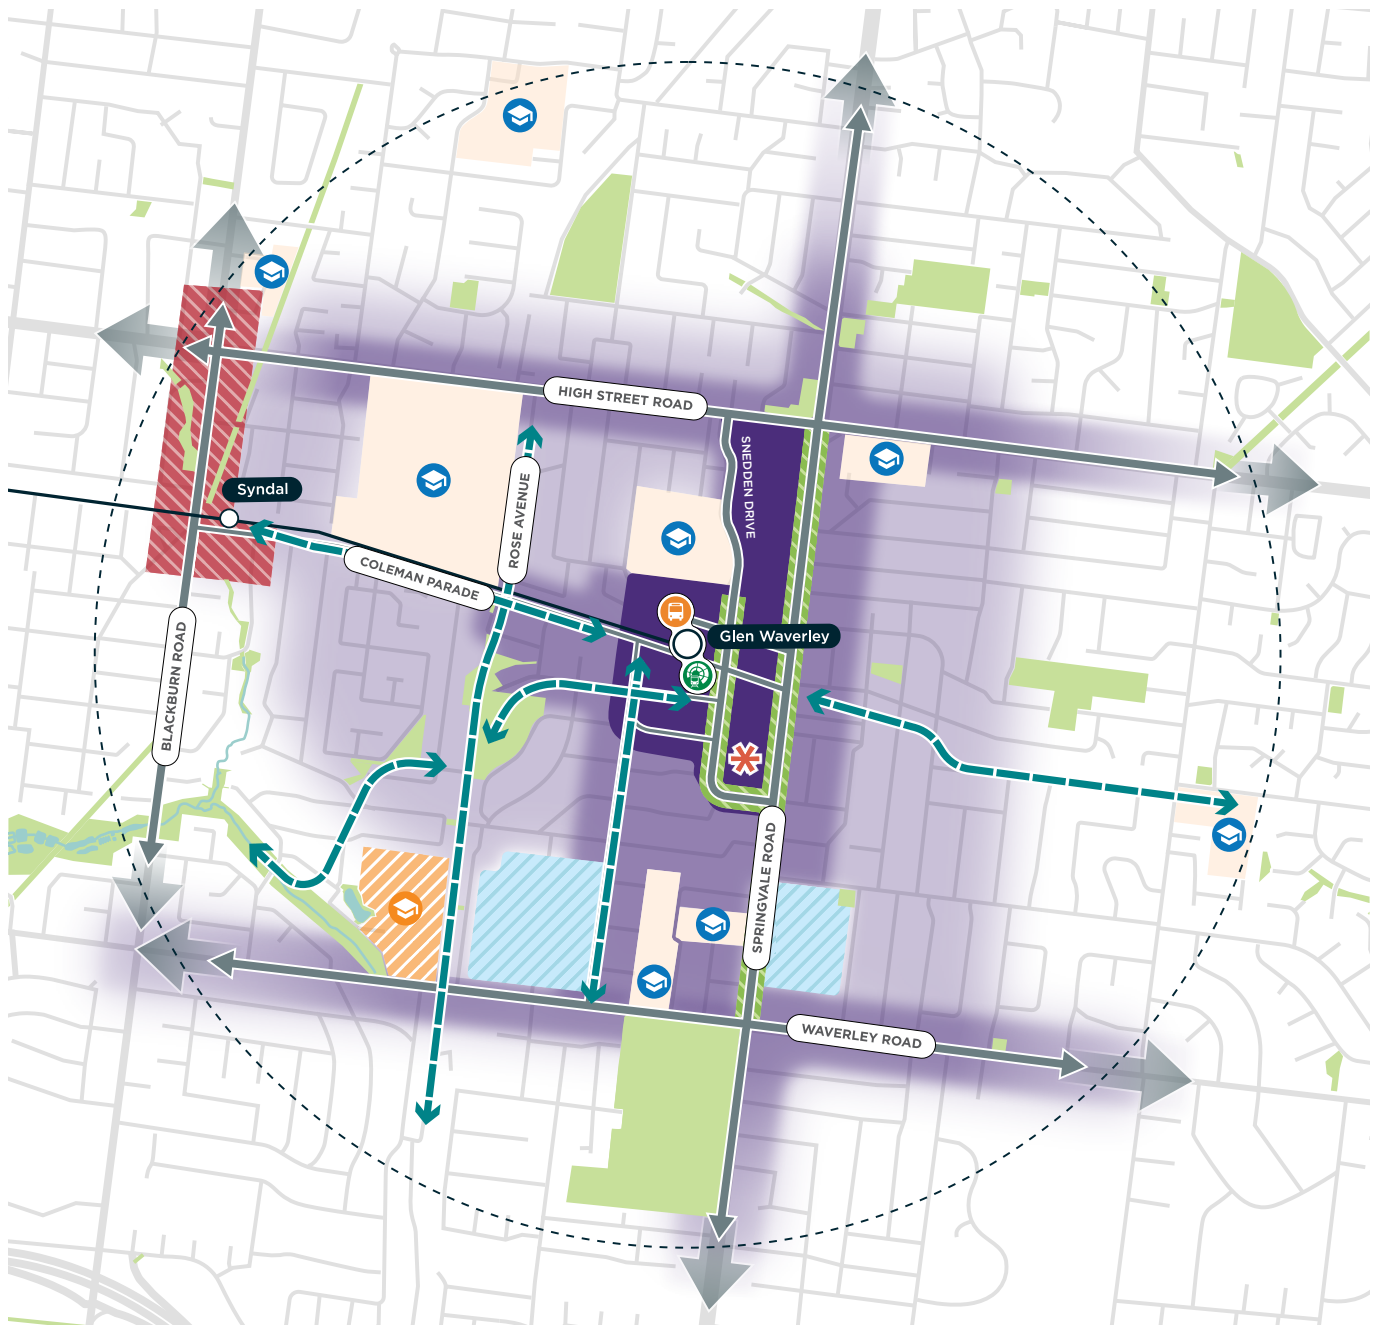 HIGH STREET ROAD
SNEDDEN DRIVE
ROSE AVENUE
Syndal
COLEMAN PARADE
Glen Waverley
BLACKBURN ROAD
SPRINGVALE ROAD
WAVERLEY ROAD